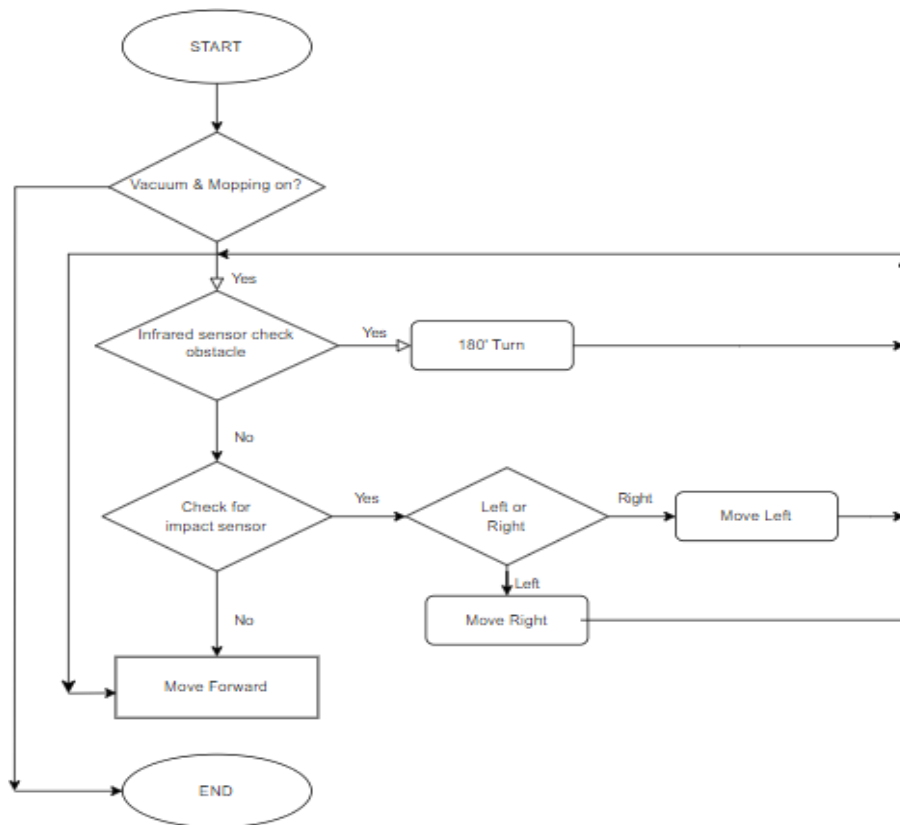 START
Vacuum & Mopping on?
Yes
Infrared sensor check
obstacle
Yes
180' Turn
No
Check for
impact sensor
Yes
Left or
Right
Right
Move Left
Left
Move Right
No
Move Forward
END